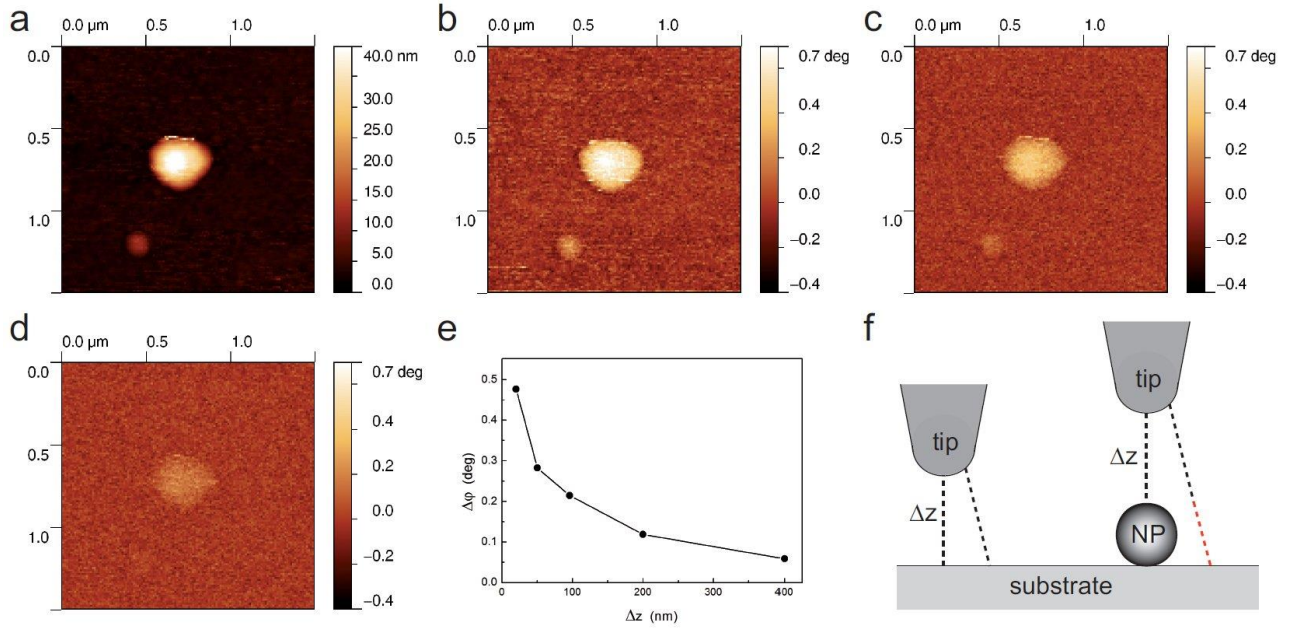 a
0.0 µm 0.5 1.0
0.0
0.5
1.0
40.0 nm
30.0
25.0
20.0
15.0
10.0
5.0
0.0
b
0.0 µm 0.5 1.0
0.7 deg
0.4
0.2
0.0
−0.2
−0.4
c
0.0 µm 0.5 1.0
0.0
0.5
1.0
0.7 deg
0.4
0.2
0.0
−0.2
−0.4
d
0.0 µm 0.5 1.0
0.0
0.5
1.0
0.7 deg
0.4
0.2
0.0
−0.2
−0.4
e
Δφ (deg)
0.5
0.4
0.3
0.2
0.1
0.0
0 100 200 300 400
Δz (nm)
f
tip
tip
Δz
Δz
NP
substrate